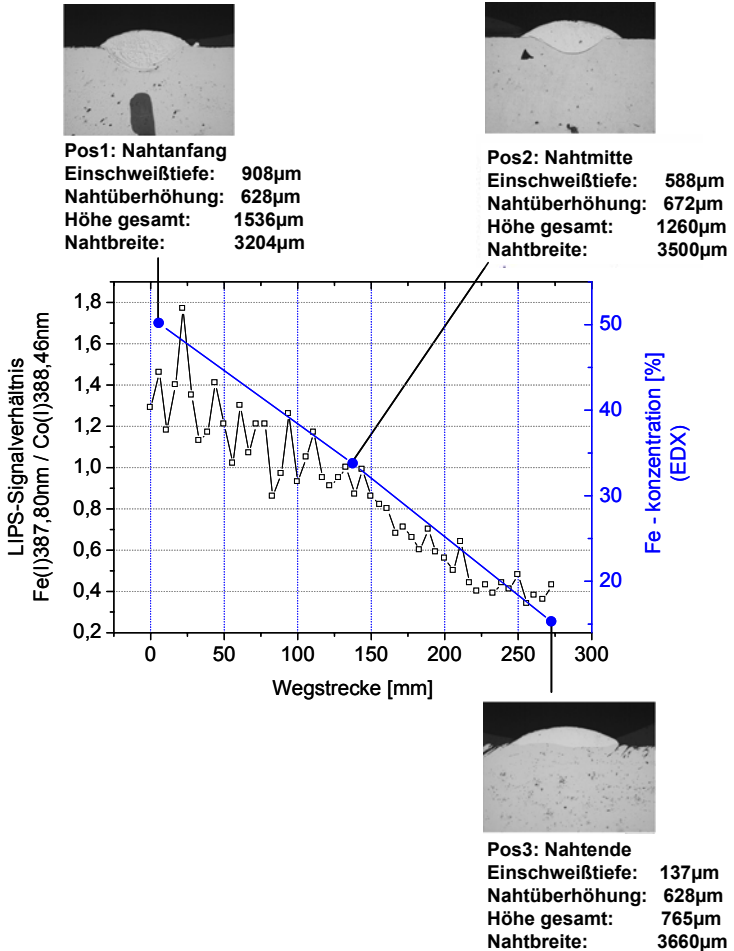 Pos1: Nahtanfang
Einschweißtiefe: 908µm
Nahtüberhöhung: 628µm
Höhe gesamt: 1536µm
Nahtbreite: 3204µm
Pos2: Nahtmitte
Einschweißtiefe: 588µm
Nahtüberhöhung: 672µm
Höhe gesamt: 1260µm
Nahtbreite: 3500µm
LIPS-Signalverhältnis
Fe(I)387,80nm / Co(I)388,46nm
1,8
1,6
1,4
1,2
1,0
0,8
0,6
0,4
0,2
50
40
30
20
Fe - konzentration [%]
(EDX)
0 50 100 150 200 250 300
Wegstrecke [mm]
Pos3: Nahtende
Einschweißtiefe: 137µm
Nahtüberhöhung: 628µm
Höhe gesamt: 765µm
Nahtbreite: 3660µm